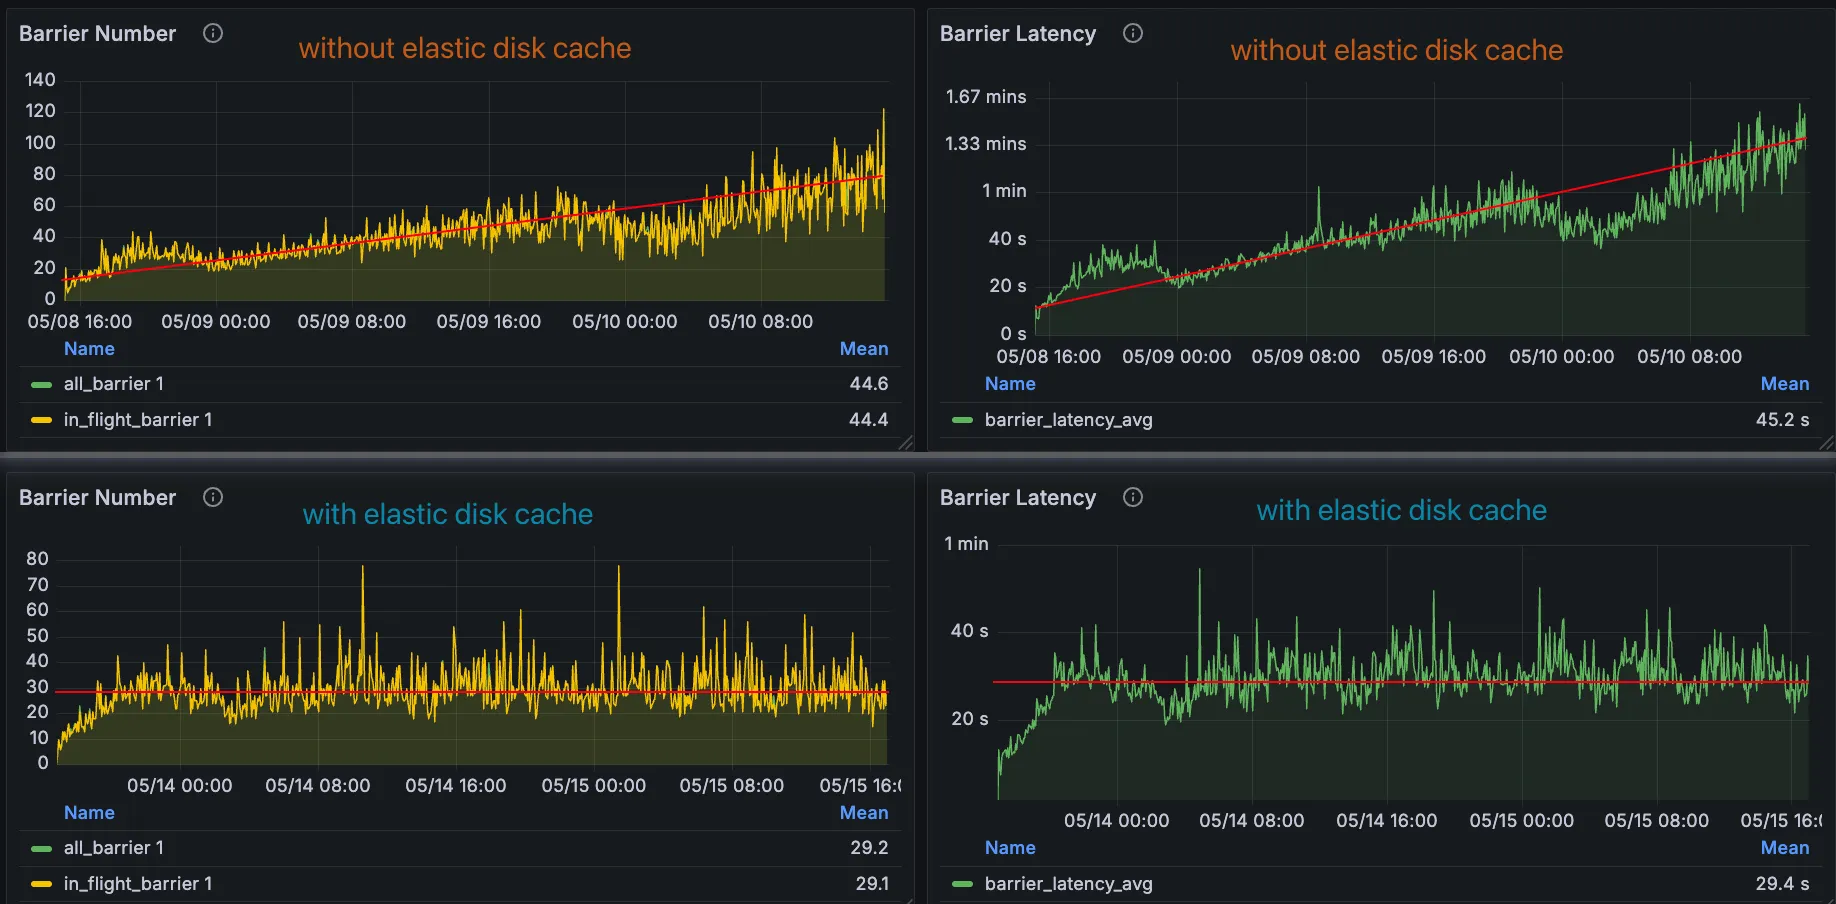 Barrier Number
without elastic disk cache
140
120
100
80
60
40
20
0
05/08 16:00 05/09 00:00 05/09 08:00 05/09 16:00 05/10 00:00 05/10 08:00
Name Mean
all_barrier 1 44.6
in_flight_barrier 1 44.4
Barrier Latency
without elastic disk cache
1.67 mins
1.33 mins
1 min
40 s
20 s
0 s
05/08 16:00 05/09 00:00 05/09 08:00 05/09 16:00 05/10 00:00 05/10 08:00
Name Mean
barrier_latency_avg 45.2 s
Barrier Number
with elastic disk cache
80
70
60
50
40
30
20
10
0
05/14 00:00 05/14 08:00 05/14 16:00 05/15 00:00 05/15 08:00 05/15 16:0
Name Mean
all_barrier 1 29.2
in_flight_barrier 1 29.1
Barrier Latency
with elastic disk cache
1 min
40 s
20 s
05/14 00:00 05/14 08:00 05/14 16:00 05/15 00:00 05/15 08:00 05/15 16:0
Name Mean
barrier_latency_avg 29.4 s